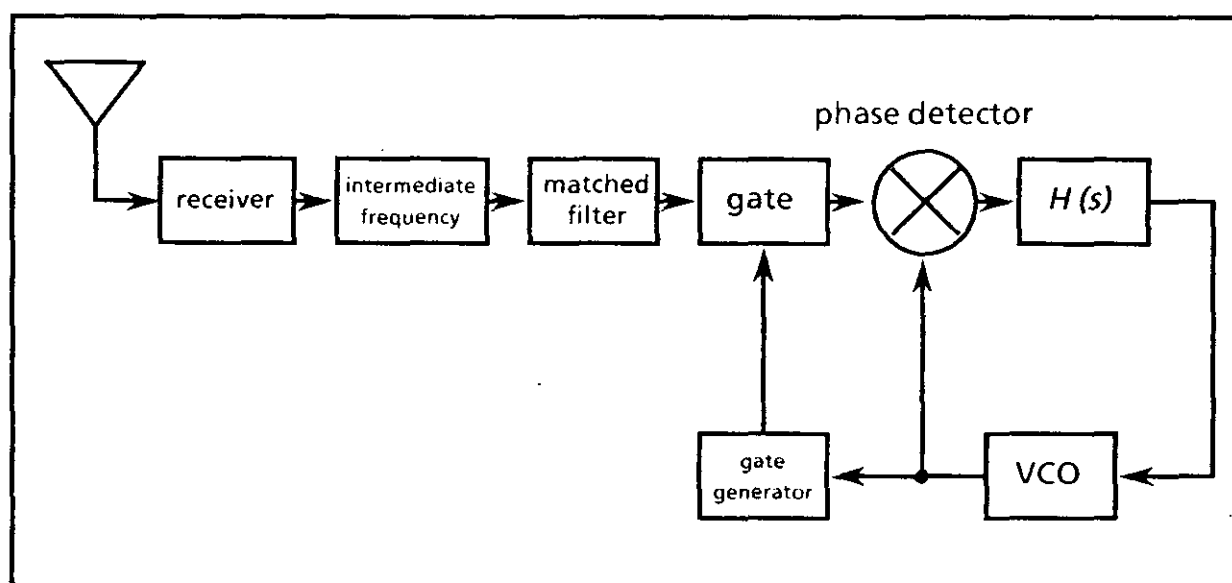 phase detector
receiver
intermediate
frequency
matched
filter
gate
H(s)
gate
generator
VCO